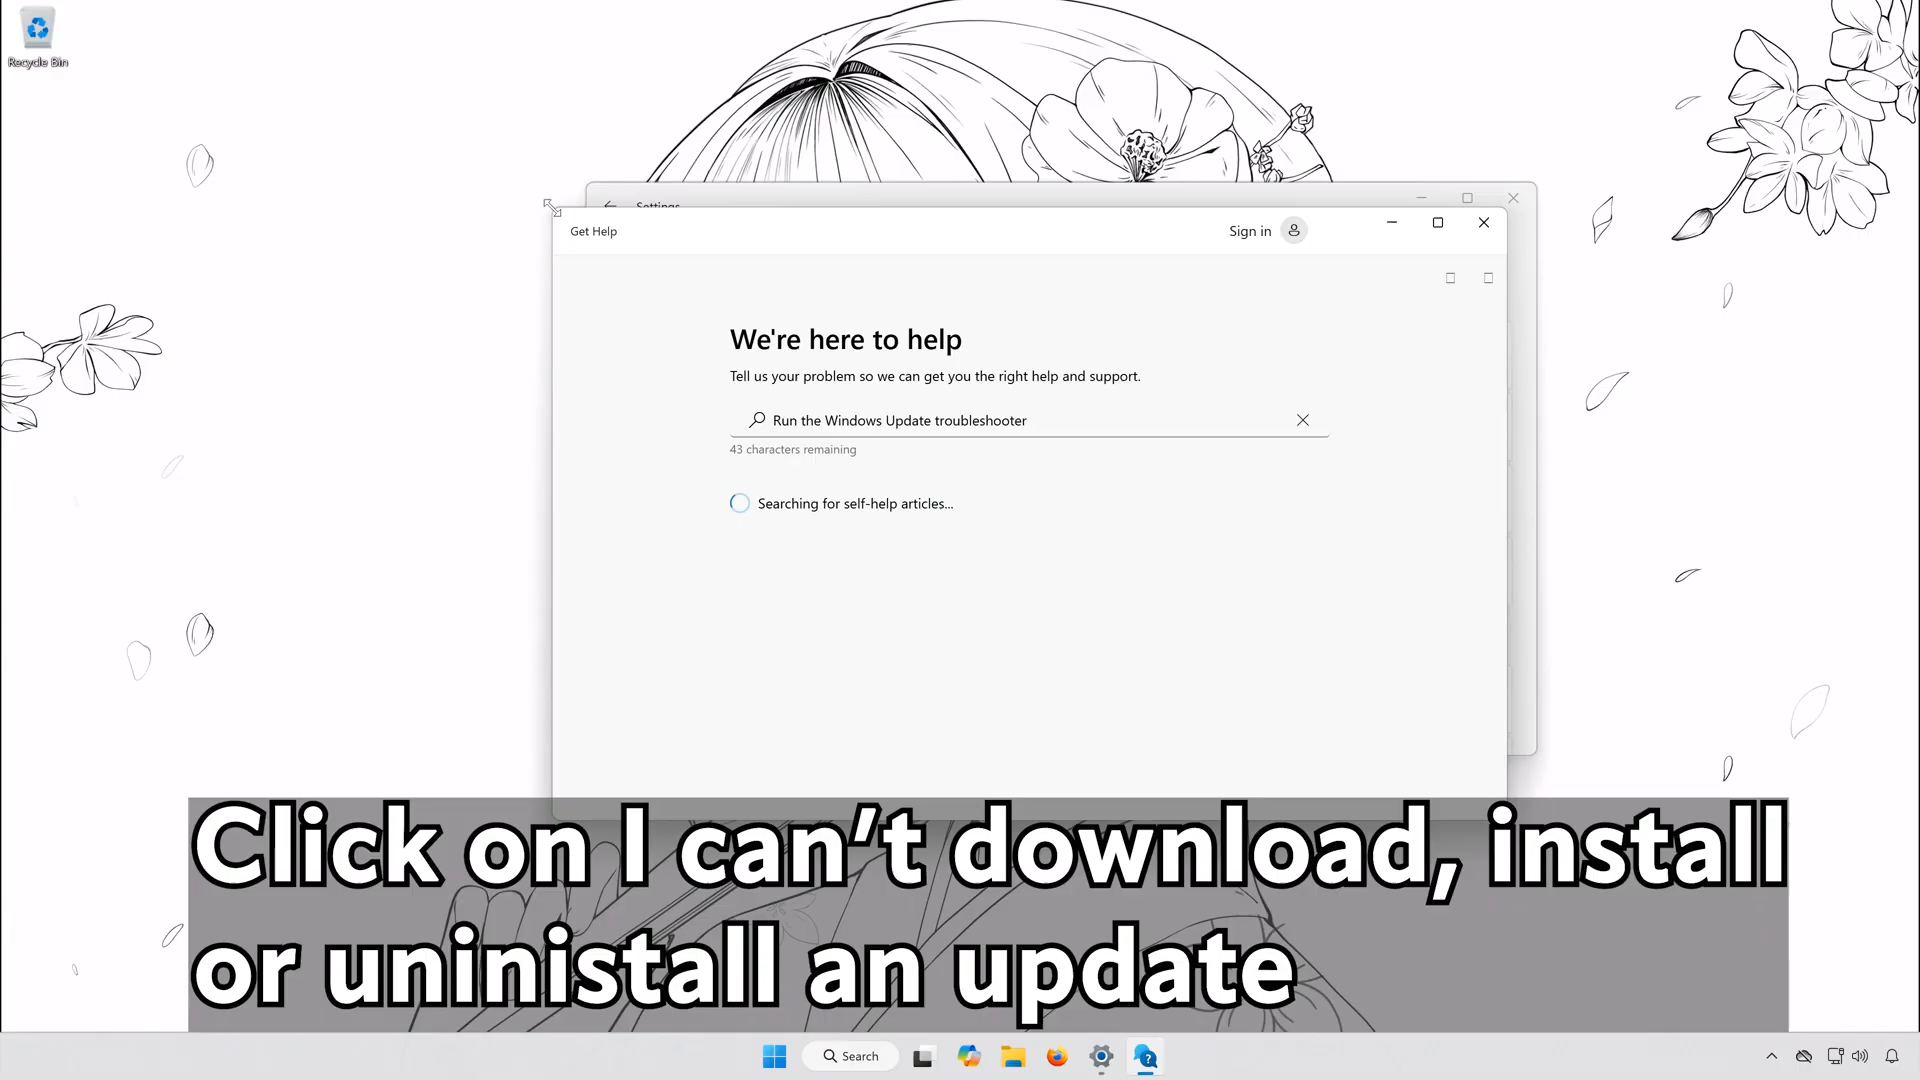 Recycle Bin
Settings
Get Help
Sign in
We're here to help
Tell us your problem so we can get you the right help and support.
Run the Windows Update troubleshooter
43 characters remaining
Searching for self-help articles...
Click on I can’t download, install
or uninistall an update
Search